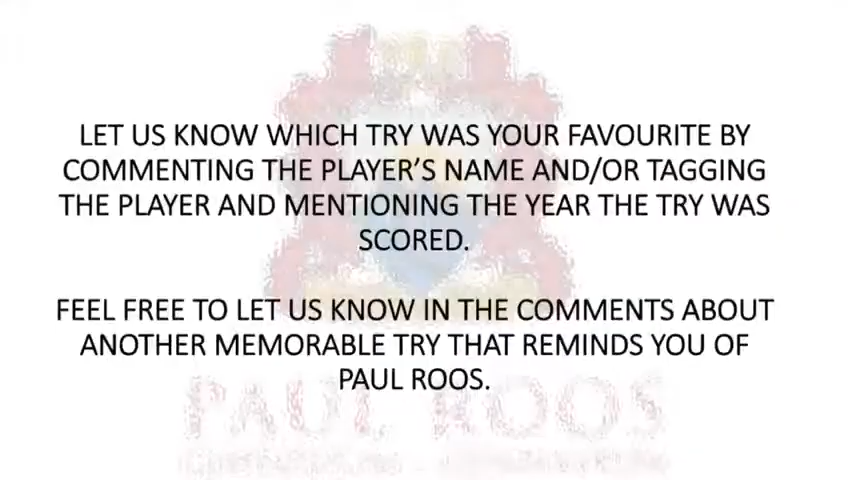 LET US KNOW WHICH TRY WAS YOUR FAVOURITE BY
COMMENTING THE PLAYER'S NAME AND/OR TAGGING
THE PLAYER AND MENTIONING THE YEAR THE TRY WAS
SCORED.
FEEL FREE TO LET US KNOW IN THE COMMENTS ABOUT
ANOTHER MEMORABLE TRY THAT REMINDS YOU OF
PAUL ROOS.
PAUL ROOS